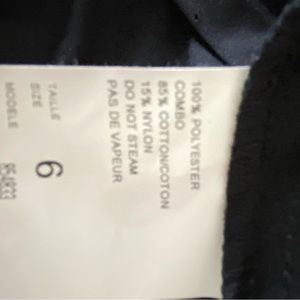 100% POLYESTER
COMBO
85% COTTON/COTON
15% NYLON
DO NOT STEAM
PAS DE VAPEUR
TAILLE
SIZE
6
MODELE